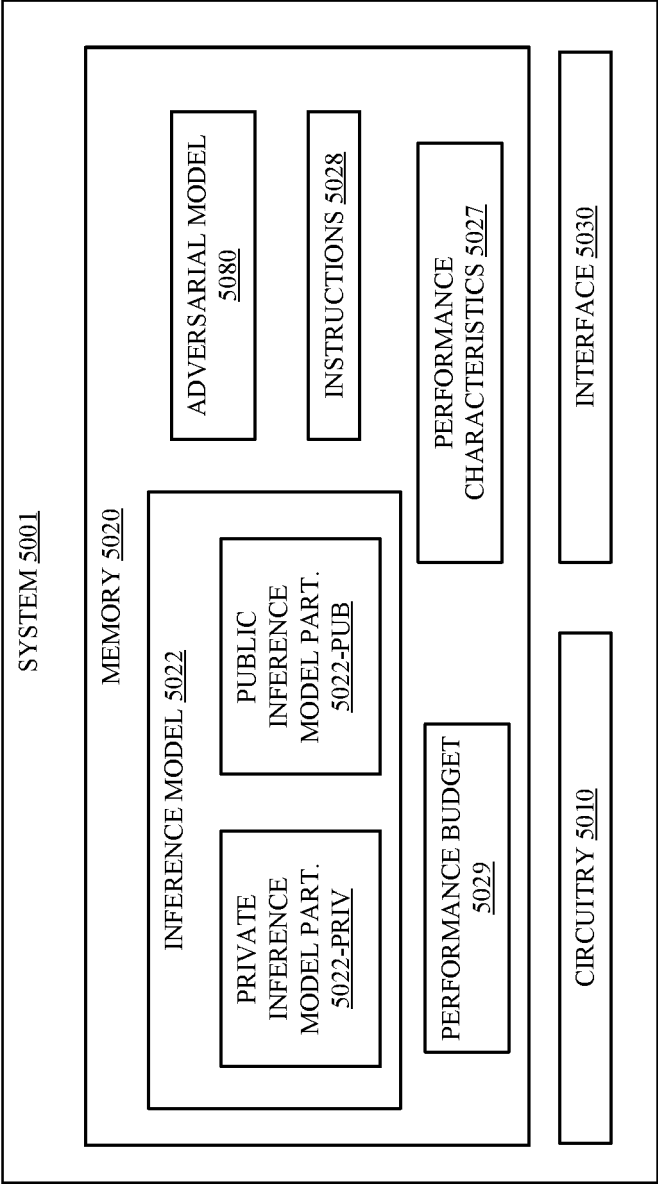 SYSTEM 5001
MEMORY 5020
INFERENCE MODEL 5022
PRIVATE
INFERENCE
MODEL PART.
5022-PRIV
PUBLIC
INFERENCE
MODEL PART.
5022-PUB
ADVERSARIAL MODEL
5080
INSTRUCTIONS 5028
PERFORMANCE BUDGET
5029
PERFORMANCE
CHARACTERISTICS 5027
CIRCUITRY 5010
INTERFACE 5030